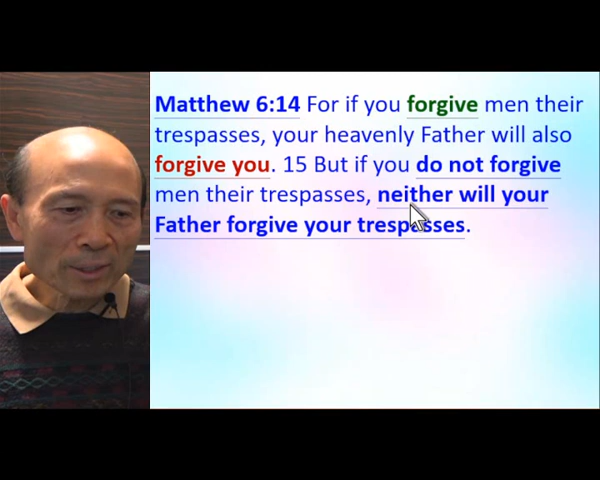 Matthew 6:14 For if you forgive men their
trespasses, your heavenly Father will also
forgive you. 15 But if you do not forgive
men their trespasses, neither will your
Father forgive your trespasses.